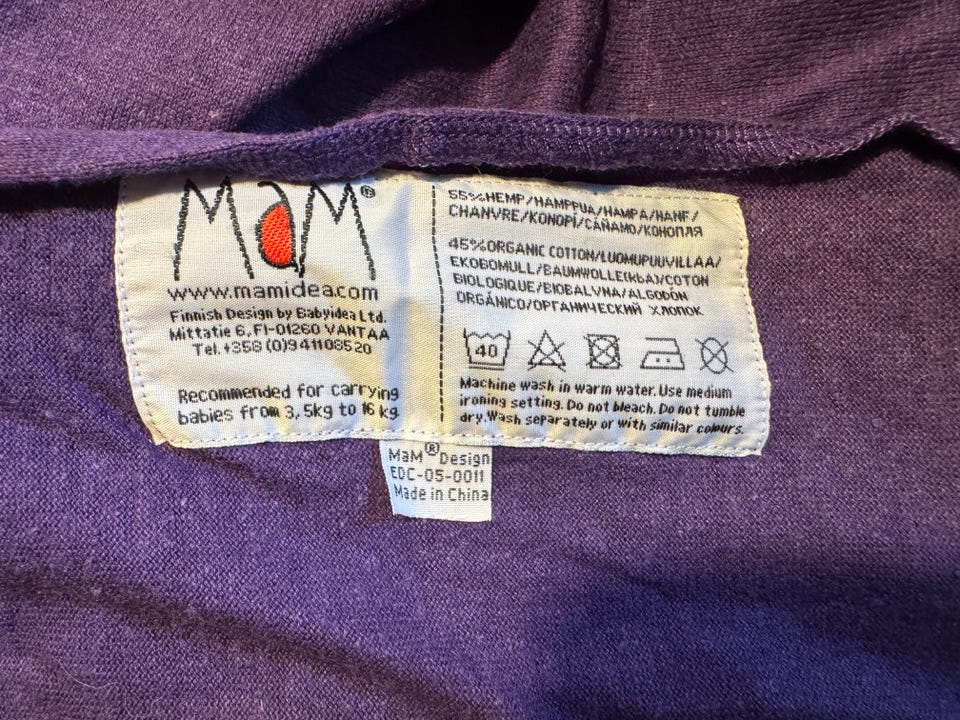 MaM®
www.mamidea.com
Finnish Design by Babyidea Ltd.
Mittatie 6, FI-01260 VANTAA
Tel.+358 (0)941108520
Recommended for carrying
babies from 3,5kg to 16 kg
55%HEMP/HAMPPUA/HAMPA/HANF/
CHANVRE/KONOPÍ/CÁÑAMO/КОНОПЛЯ
45%ORGANIC COTTON/LUOMUPUUVILLAA/
EKOBOMULL/BAUMWOLLE(kbA)/COTON
BIOLOGIQUE/BIOBALVNA/ALGODÓN
ORGÁNICO/ОРГАНИЧЕСКИЙ ХЛОПОК
40
Machine wash in warm water. Use medium
ironing setting. Do not bleach. Do not tumble
dry. Wash separately or with similar colours.
MaM® Design
EDC-05-0011
Made in China